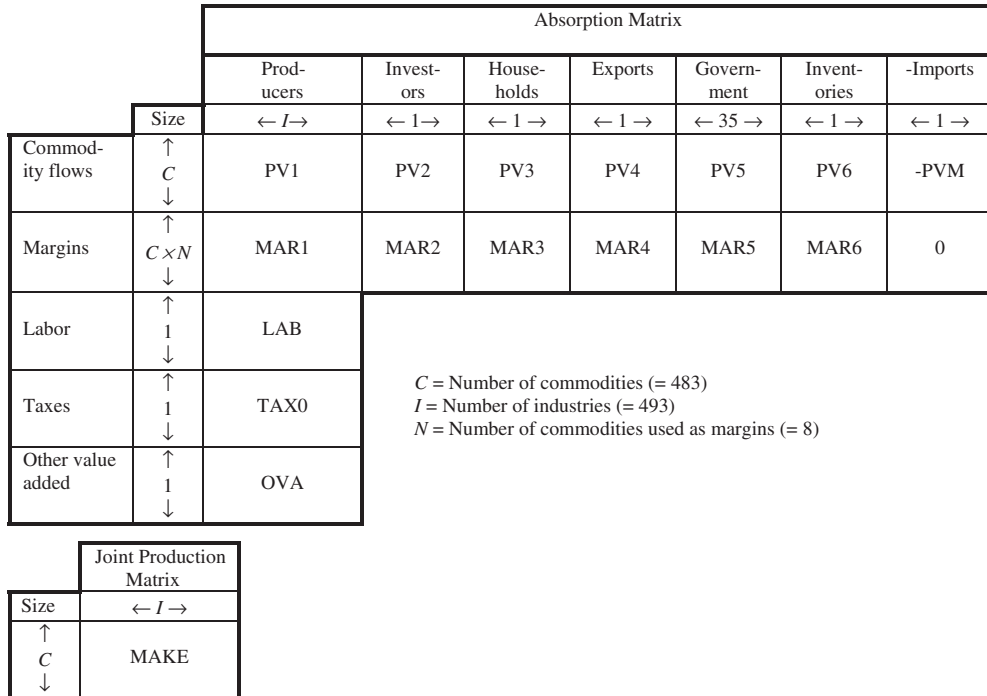 Absorption Matrix
Prod-
ucers
Invest-
ors
House-
holds
Exports
Govern-
ment
Invent-
ories
-Imports
Size
← I→
← 1→
← 1 →
← 1 →
← 35 →
← 1 →
← 1 →
Commod-
ity flows
↑
C
↓
PV1
PV2
PV3
PV4
PV5
PV6
-PVM
Margins
↑
C×N
↓
MAR1
MAR2
MAR3
MAR4
MAR5
MAR6
0
Labor
↑
1
↓
LAB
Taxes
↑
1
↓
TAX0
Other value
added
↑
1
↓
OVA
C = Number of commodities (= 483)
I = Number of industries (= 493)
N = Number of commodities used as margins (= 8)
Joint Production
Matrix
Size
← I →
↑
C
↓
MAKE